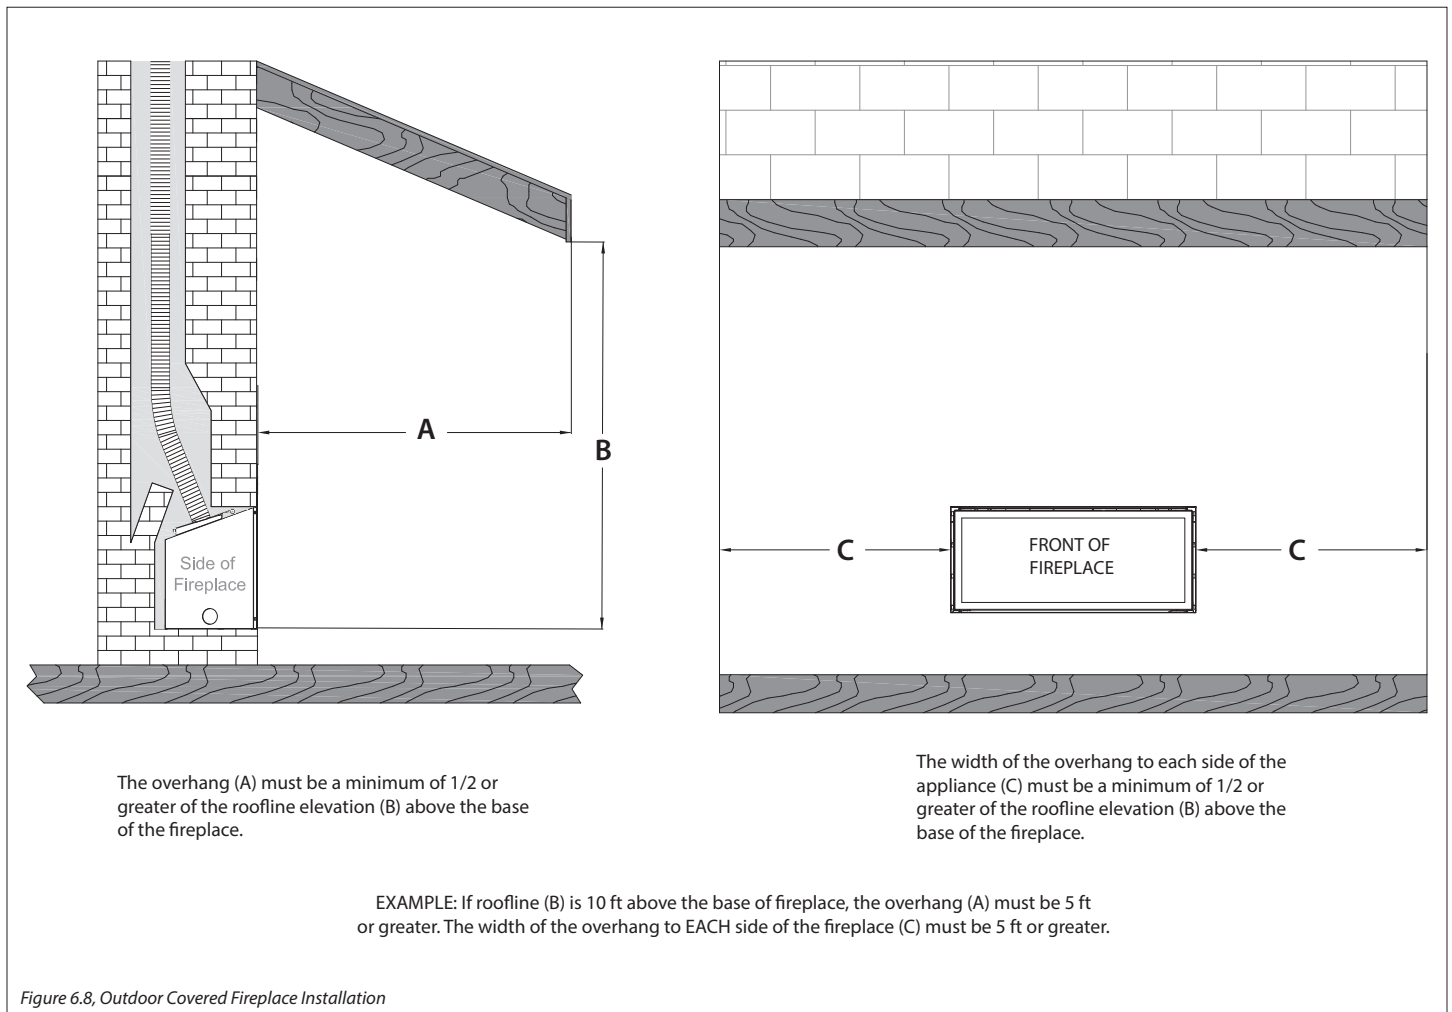 A
B
Side of
Fireplace
C
FRONT OF
FIREPLACE
C
The overhang (A) must be a minimum of 1/2 or
greater of the roofline elevation (B) above the base
of the fireplace.
The width of the overhang to each side of the
appliance (C) must be a minimum of 1/2 or
greater of the roofline elevation (B) above the
base of the fireplace.
EXAMPLE: If roofline (B) is 10 ft above the base of fireplace, the overhang (A) must be 5 ft
or greater. The width of the overhang to EACH side of the fireplace (C) must be 5 ft or greater.
Figure 6.8, Outdoor Covered Fireplace Installation